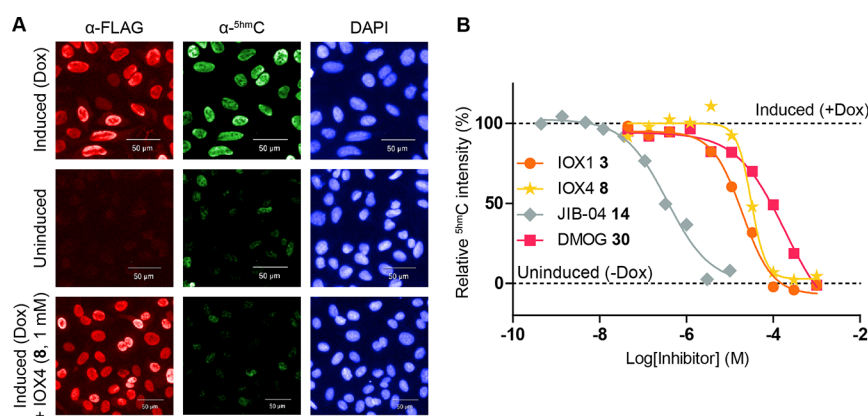 A
α-FLAG
α-⁵ʰᵐC
DAPI
Induced (Dox)
50 µm
50 µm
50 µm
Uninduced
50 µm
50 µm
50 µm
Induced (Dox)
+ IOX4 (8, 1 mM)
50 µm
50 µm
50 µm
B
Relative ⁵ʰᵐC intensity (%)
100
50
0
Induced (+Dox)
IOX1 3
IOX4 8
JIB-04 14
DMOG 30
Uninduced (-Dox)
-10
-8
-6
-4
-2
Log[Inhibitor] (M)